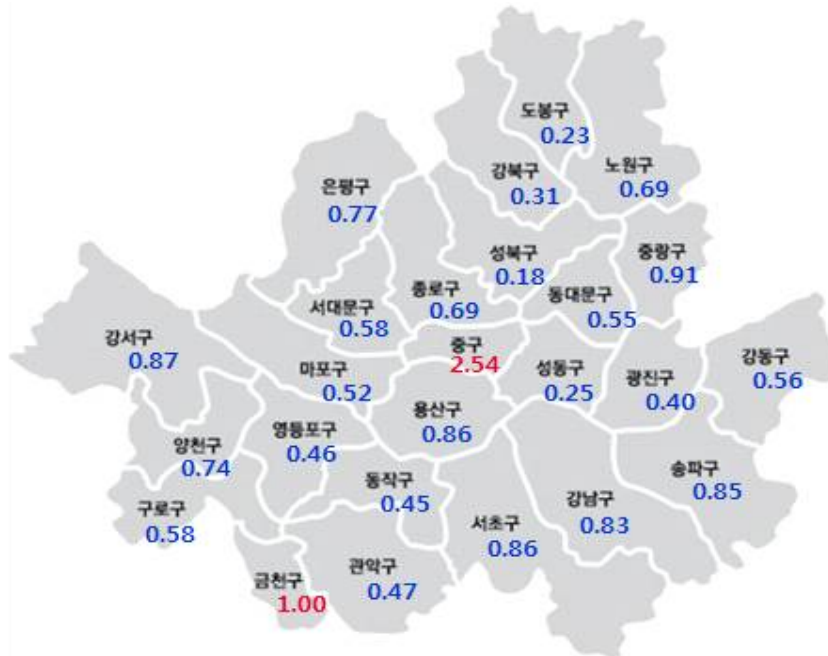 도봉구
0.23
강북구
0.31
노원구
0.69
은평구
0.77
성북구
0.18
중랑구
0.91
서대문구
0.58
종로구
0.69
동대문구
0.55
강서구
0.87
중구
2.54
마포구
0.52
성동구
0.25
광진구
0.40
강동구
0.56
용산구
0.86
양천구
0.74
영등포구
0.46
동작구
0.45
송파구
0.85
구로구
0.58
서초구
0.86
강남구
0.83
금천구
1.00
관악구
0.47